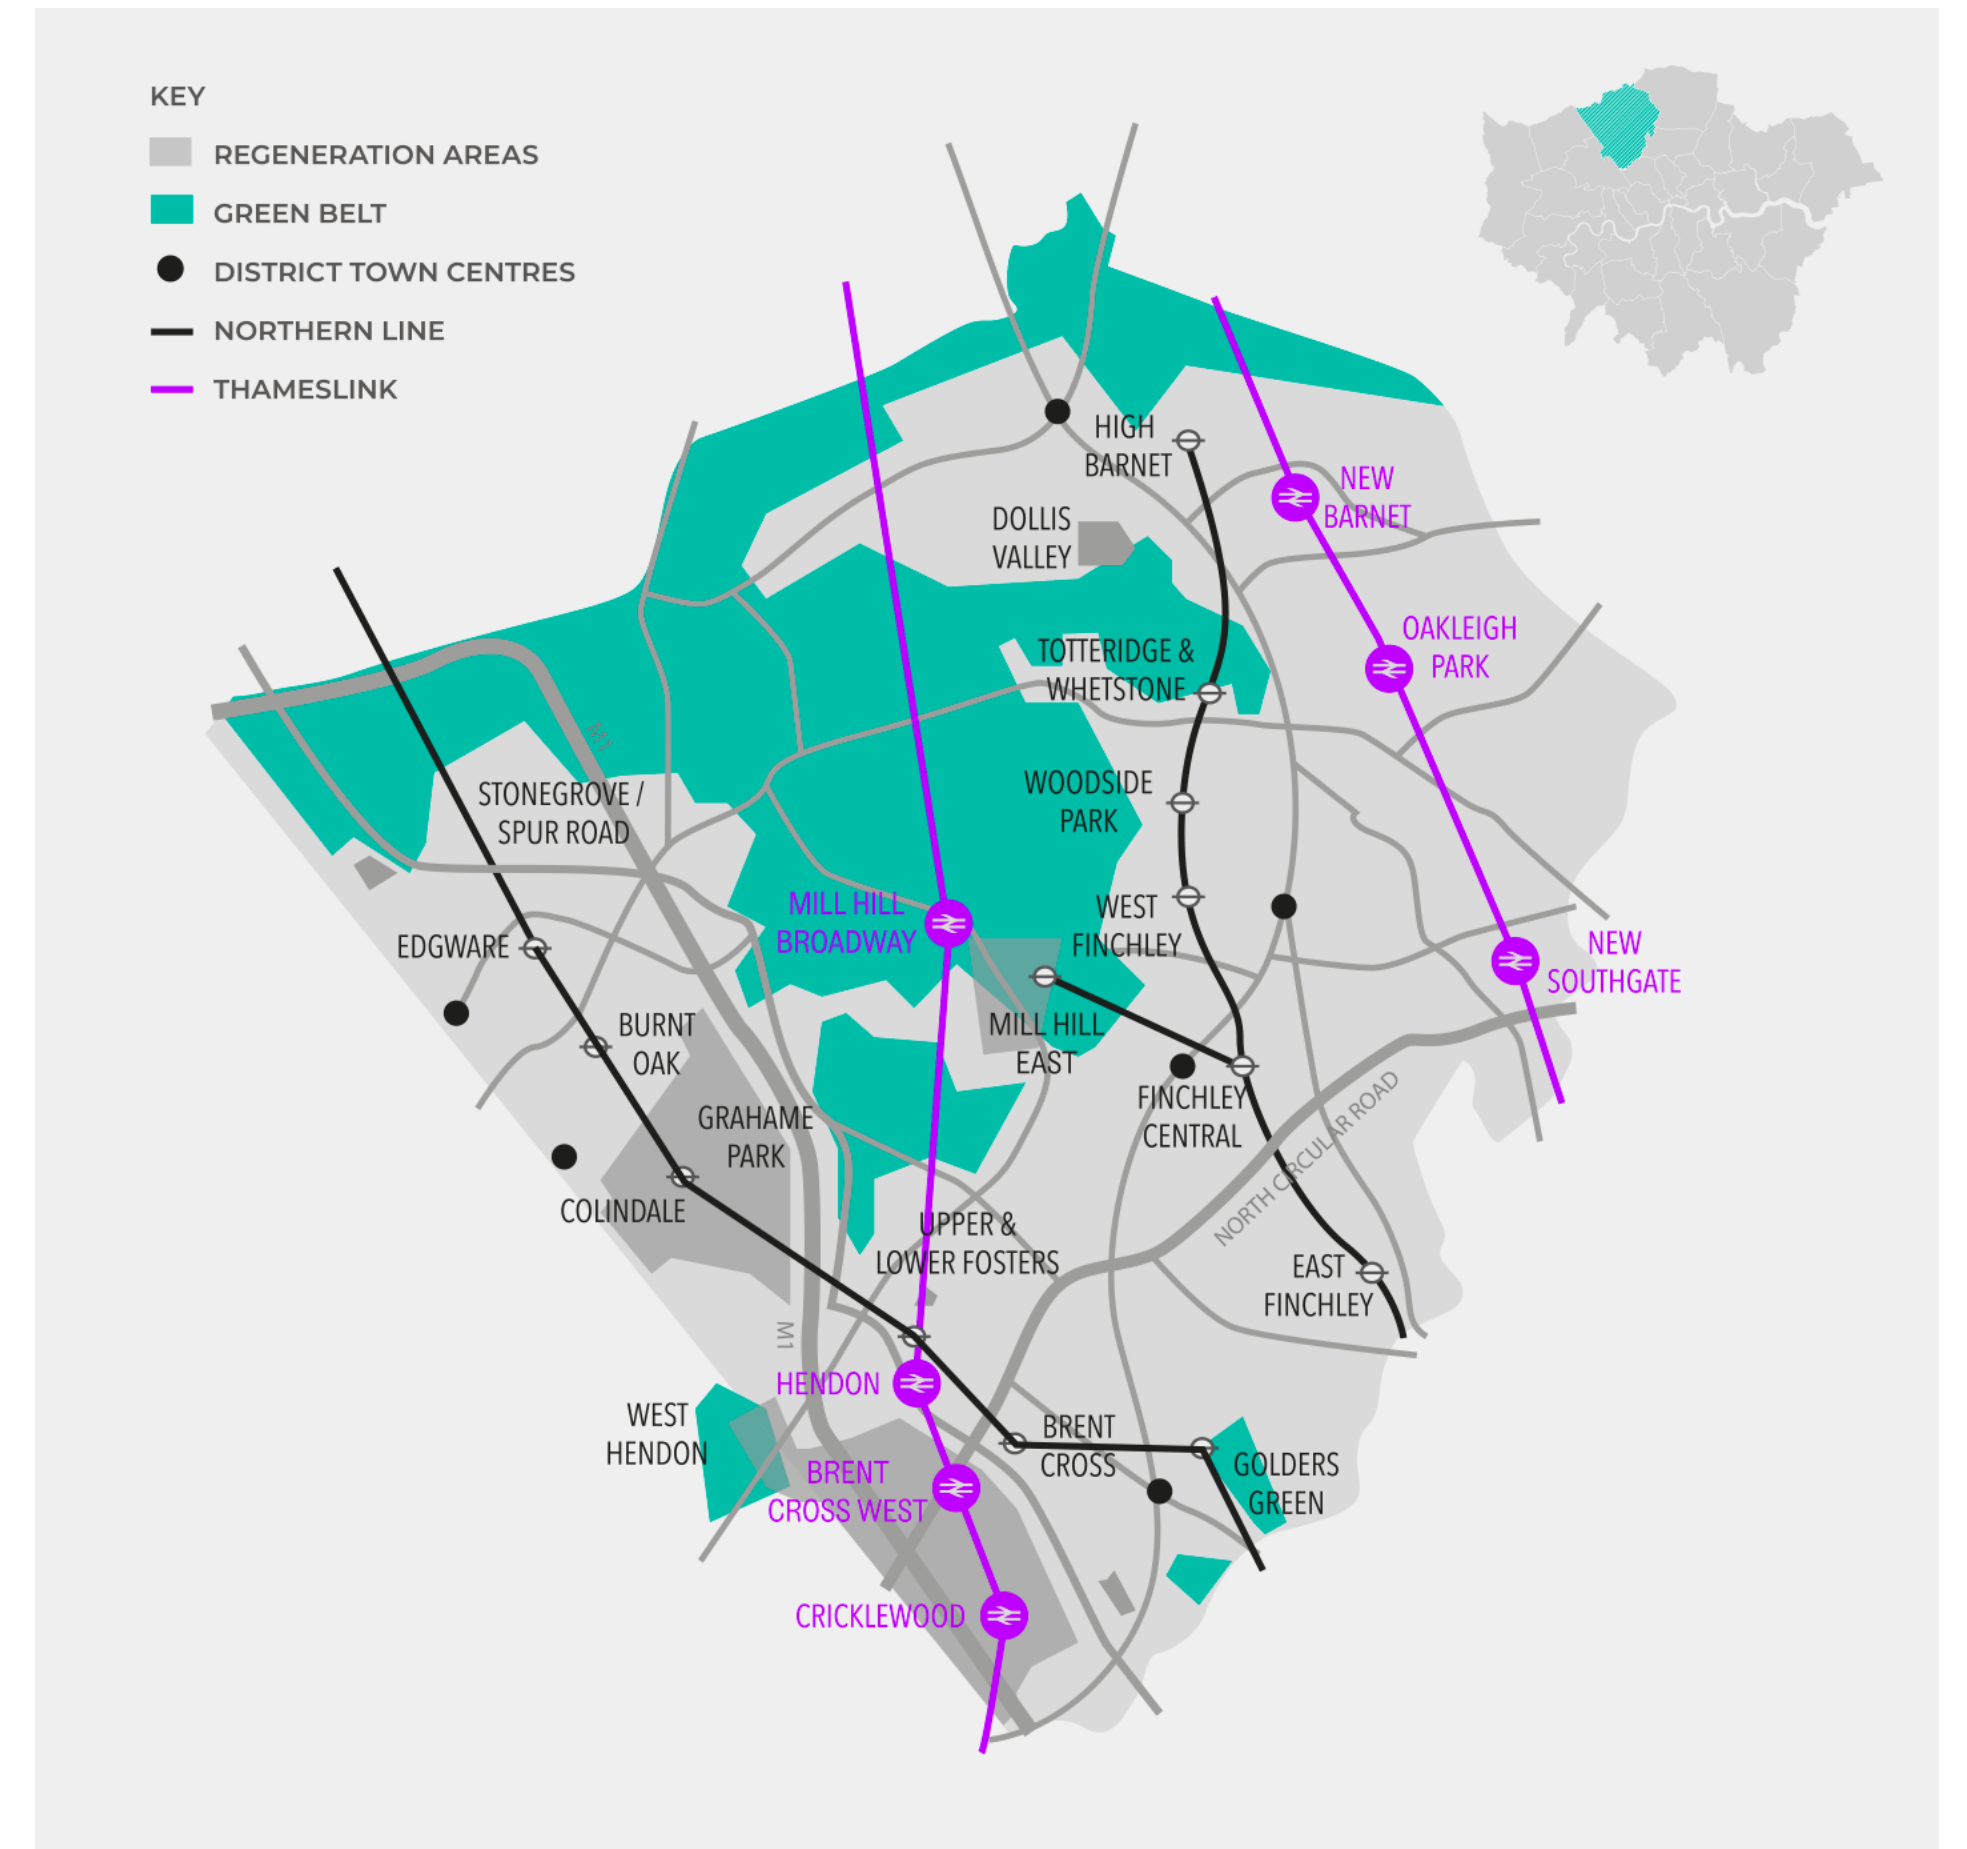 KEY
REGENERATION AREAS
GREEN BELT
DISTRICT TOWN CENTRES
NORTHERN LINE
THAMESLINK
HIGH
BARNET
NEW
BARNET
DOLLIS
VALLEY
OAKLEIGH
PARK
TOTTERIDGE &
WHETSTONE
M1
STONEGROVE /
SPUR ROAD
WOODSIDE
PARK
MILL HILL
BROADWAY
WEST
FINCHLEY
EDGWARE
NEW
SOUTHGATE
BURNT
OAK
MILL HILL
EAST
GRAHAME
PARK
FINCHLEY
CENTRAL
NORTH CIRCULAR ROAD
COLINDALE
UPPER &
LOWER FOSTERS
EAST
FINCHLEY
M1
HENDON
WEST
HENDON
BRENT
CROSS
GOLDERS
GREEN
BRENT
CROSS WEST
CRICKLEWOOD